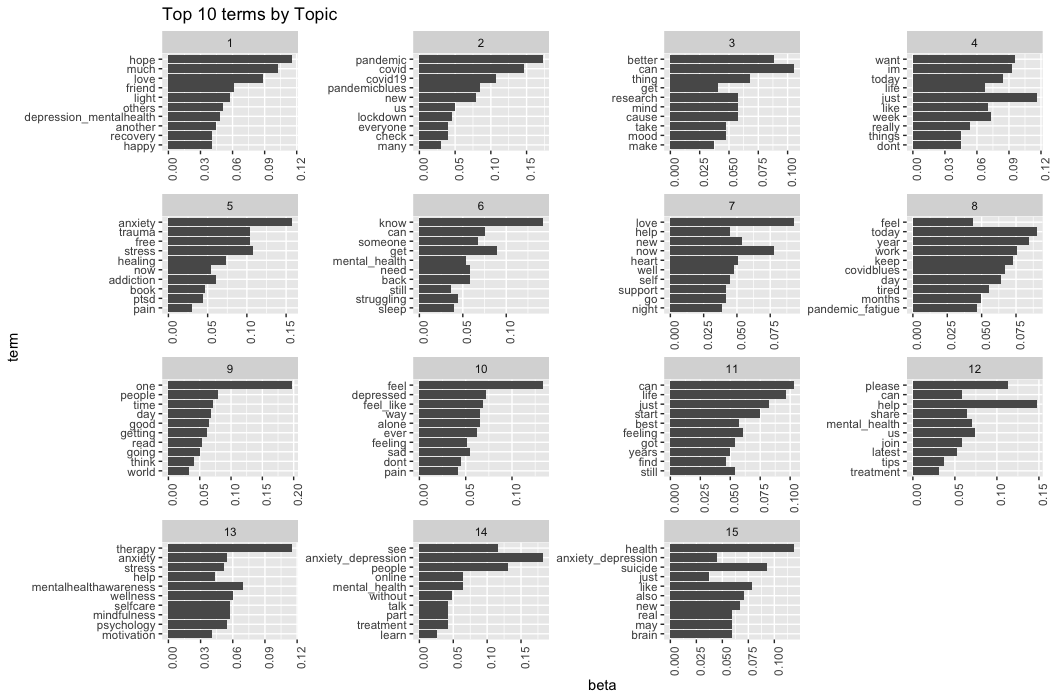 Top 10 terms by Topic
1
hope
much
love
friend
light
others
depression_mentalhealth
another
recovery
happy
0.00 0.03 0.06 0.09 0.12
2
pandemic
covid
covid19
pandemicblues
new
us
lockdown
everyone
check
many
0.00 0.05 0.10 0.15
3
better
can
thing
get
research
mind
cause
take
mood
make
0.000 0.025 0.050 0.075 0.100
4
want
im
today
life
just
like
week
really
things
dont
0.00 0.03 0.06 0.09 0.12
5
anxiety
trauma
free
stress
healing
now
addiction
book
ptsd
pain
0.00 0.05 0.10 0.15
6
know
can
someone
get
mental_health
need
back
still
struggling
sleep
0.00 0.05 0.10
7
love
help
new
now
heart
well
self
support
go
night
0.000 0.025 0.050 0.075
8
feel
today
year
work
keep
covidblues
day
tired
months
pandemic_fatigue
0.000 0.025 0.050 0.075
term
9
one
people
time
day
good
getting
read
going
think
world
0.00 0.05 0.10 0.15 0.20
10
feel
depressed
feel_like
way
alone
ever
feeling
sad
dont
pain
0.00 0.05 0.10
11
can
life
just
start
best
feeling
got
years
find
still
0.000 0.025 0.050 0.075 0.100
12
please
can
help
share
mental_health
us
join
latest
tips
treatment
0.00 0.05 0.10 0.15
13
therapy
anxiety
stress
help
mentalhealthawareness
wellness
selfcare
mindfulness
psychology
motivation
0.00 0.03 0.06 0.09 0.12
14
see
anxiety_depression
people
online
mental_health
without
talk
part
treatment
learn
0.00 0.05 0.10 0.15
15
health
anxiety_depression
suicide
just
like
also
new
real
may
brain
0.000 0.025 0.050 0.075 0.100
beta